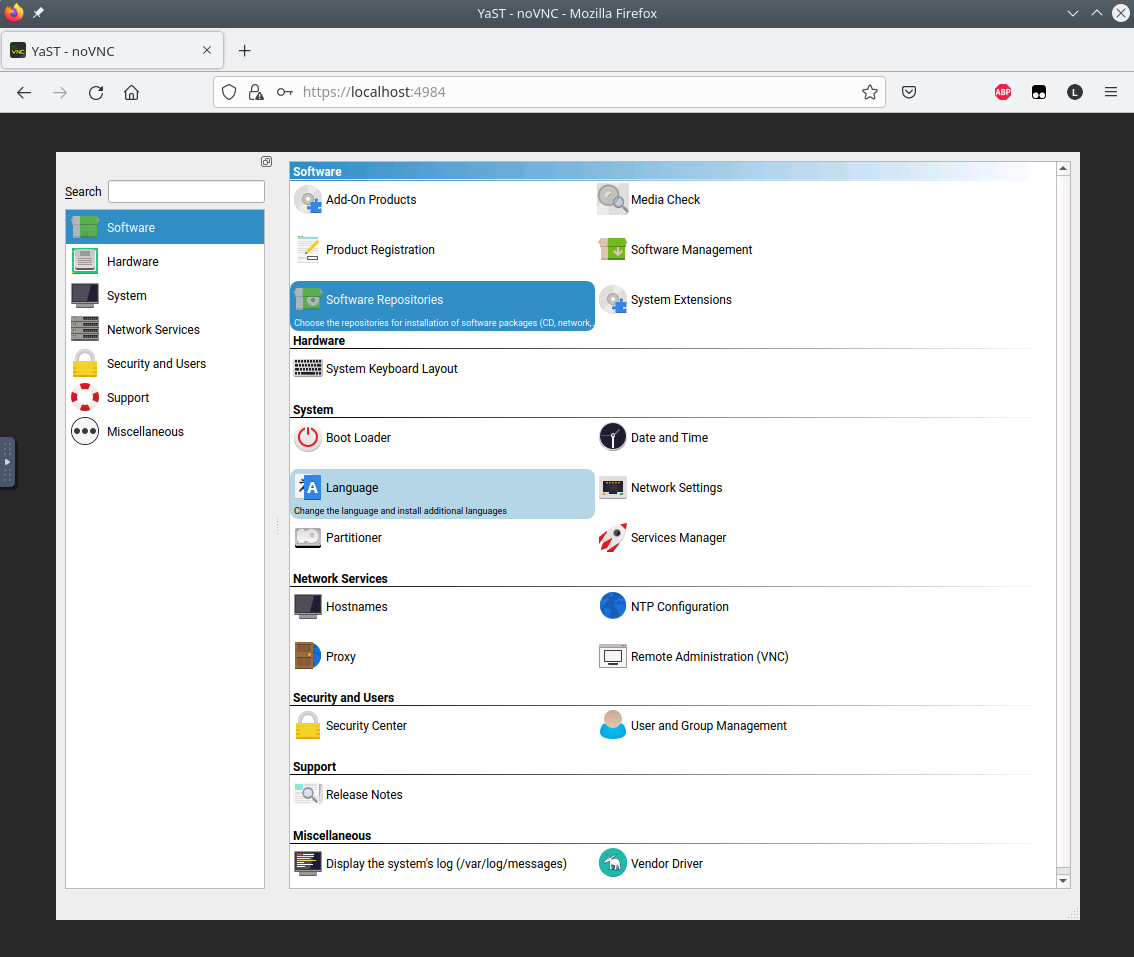 YaST - noVNC - Mozilla Firefox
VNC YaST - noVNC
https://localhost:4984
ABP
L
Search
Software
Hardware
System
Network Services
Security and Users
Support
Miscellaneous
Software
Add-On Products
Media Check
Product Registration
Software Management
Software Repositories
Choose the repositories for installation of software packages (CD, network,..
System Extensions
Hardware
System Keyboard Layout
System
Boot Loader
Date and Time
A Language
Change the language and install additional languages
Network Settings
Partitioner
Services Manager
Network Services
Hostnames
NTP Configuration
Proxy
Remote Administration (VNC)
Security and Users
Security Center
User and Group Management
Support
Release Notes
Miscellaneous
Display the system's log (/var/log/messages)
Vendor Driver